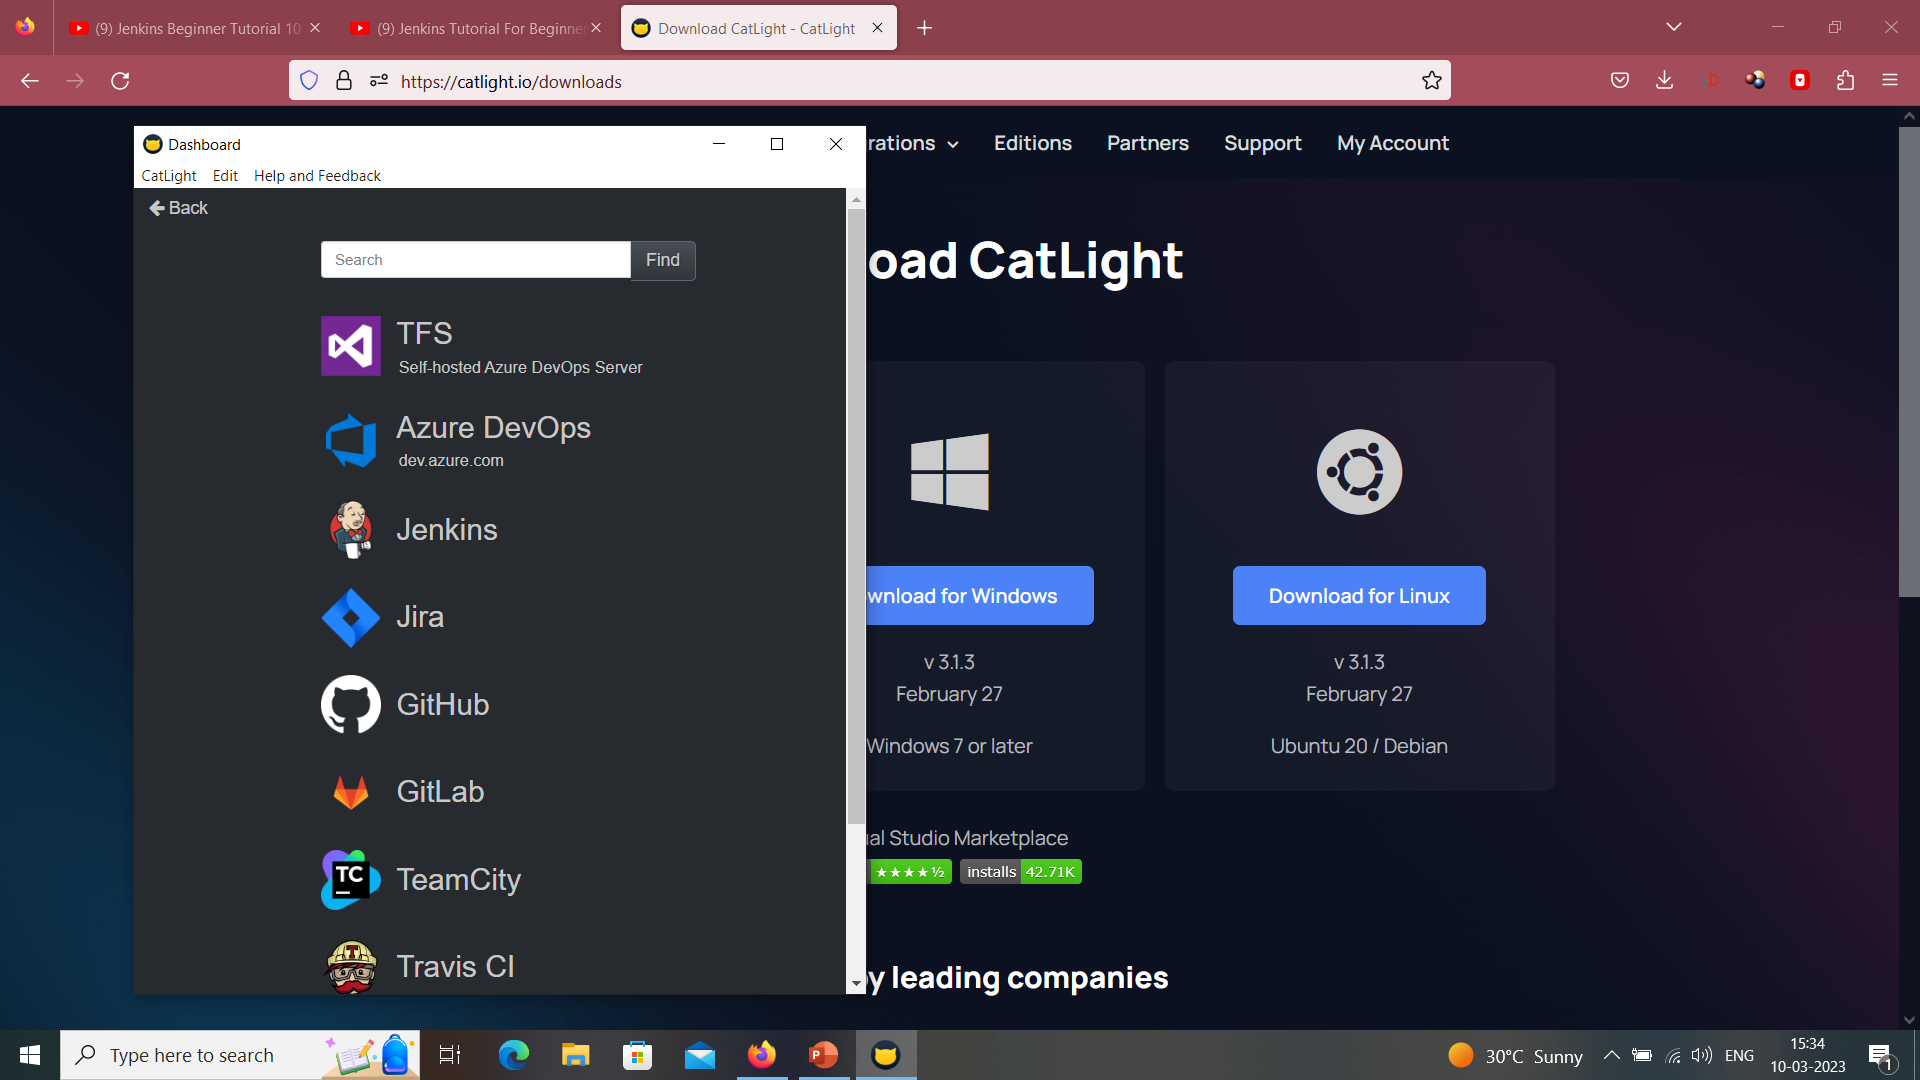 (9) Jenkins Beginner Tutorial 10
(9) Jenkins Tutorial For Beginne
Download CatLight - CatLight
https://catlight.io/downloads
Dashboard
CatLight Edit Help and Feedback
Back
Search
Find
TFS
Self-hosted Azure DevOps Server
Azure DevOps
dev.azure.com
Jenkins
Jira
GitHub
GitLab
TC
TeamCity
T
Travis CI
rations Editions Partners Support My Account
oad CatLight
wnload for Windows
v 3.1.3
February 27
Windows 7 or later
Download for Linux
v 3.1.3
February 27
Ubuntu 20 / Debian
al Studio Marketplace
★★★★½ installs 42.71K
y leading companies
Type here to search
P
30°C Sunny
ENG
15:34
10-03-2023
1